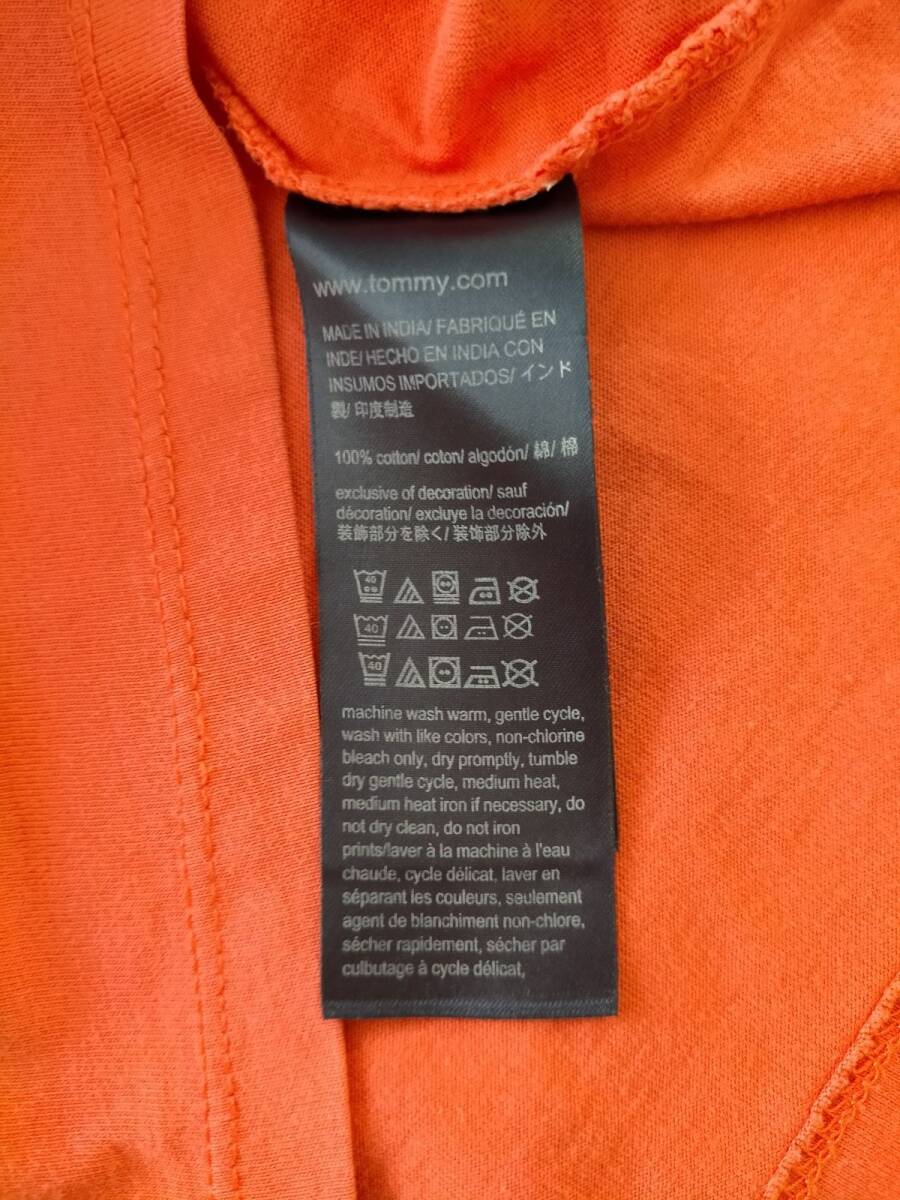 www.tommy.com
MADE IN INDIA/ FABRIQUÉ EN
INDE/ HECHO EN INDIA CON
INSUMOS IMPORTADOS/ インド
製/ 印度制造
100% cotton/ coton/ algodón/ 綿/ 棉
exclusive of decoration/ sauf
décoration/ excluye la decoración/
装飾部分を除く/ 装饰部分除外
40
40
40
machine wash warm, gentle cycle,
wash with like colors, non-chlorine
bleach only, dry promptly, tumble
dry gentle cycle, medium heat,
medium heat iron if necessary, do
not dry clean, do not iron
prints/laver à la machine à l'eau
chaude, cycle délicat, laver en
séparant les couleurs, seulement
agent de blanchiment non-chlore,
sécher rapidement, sécher par
culbutage à cycle délicat,